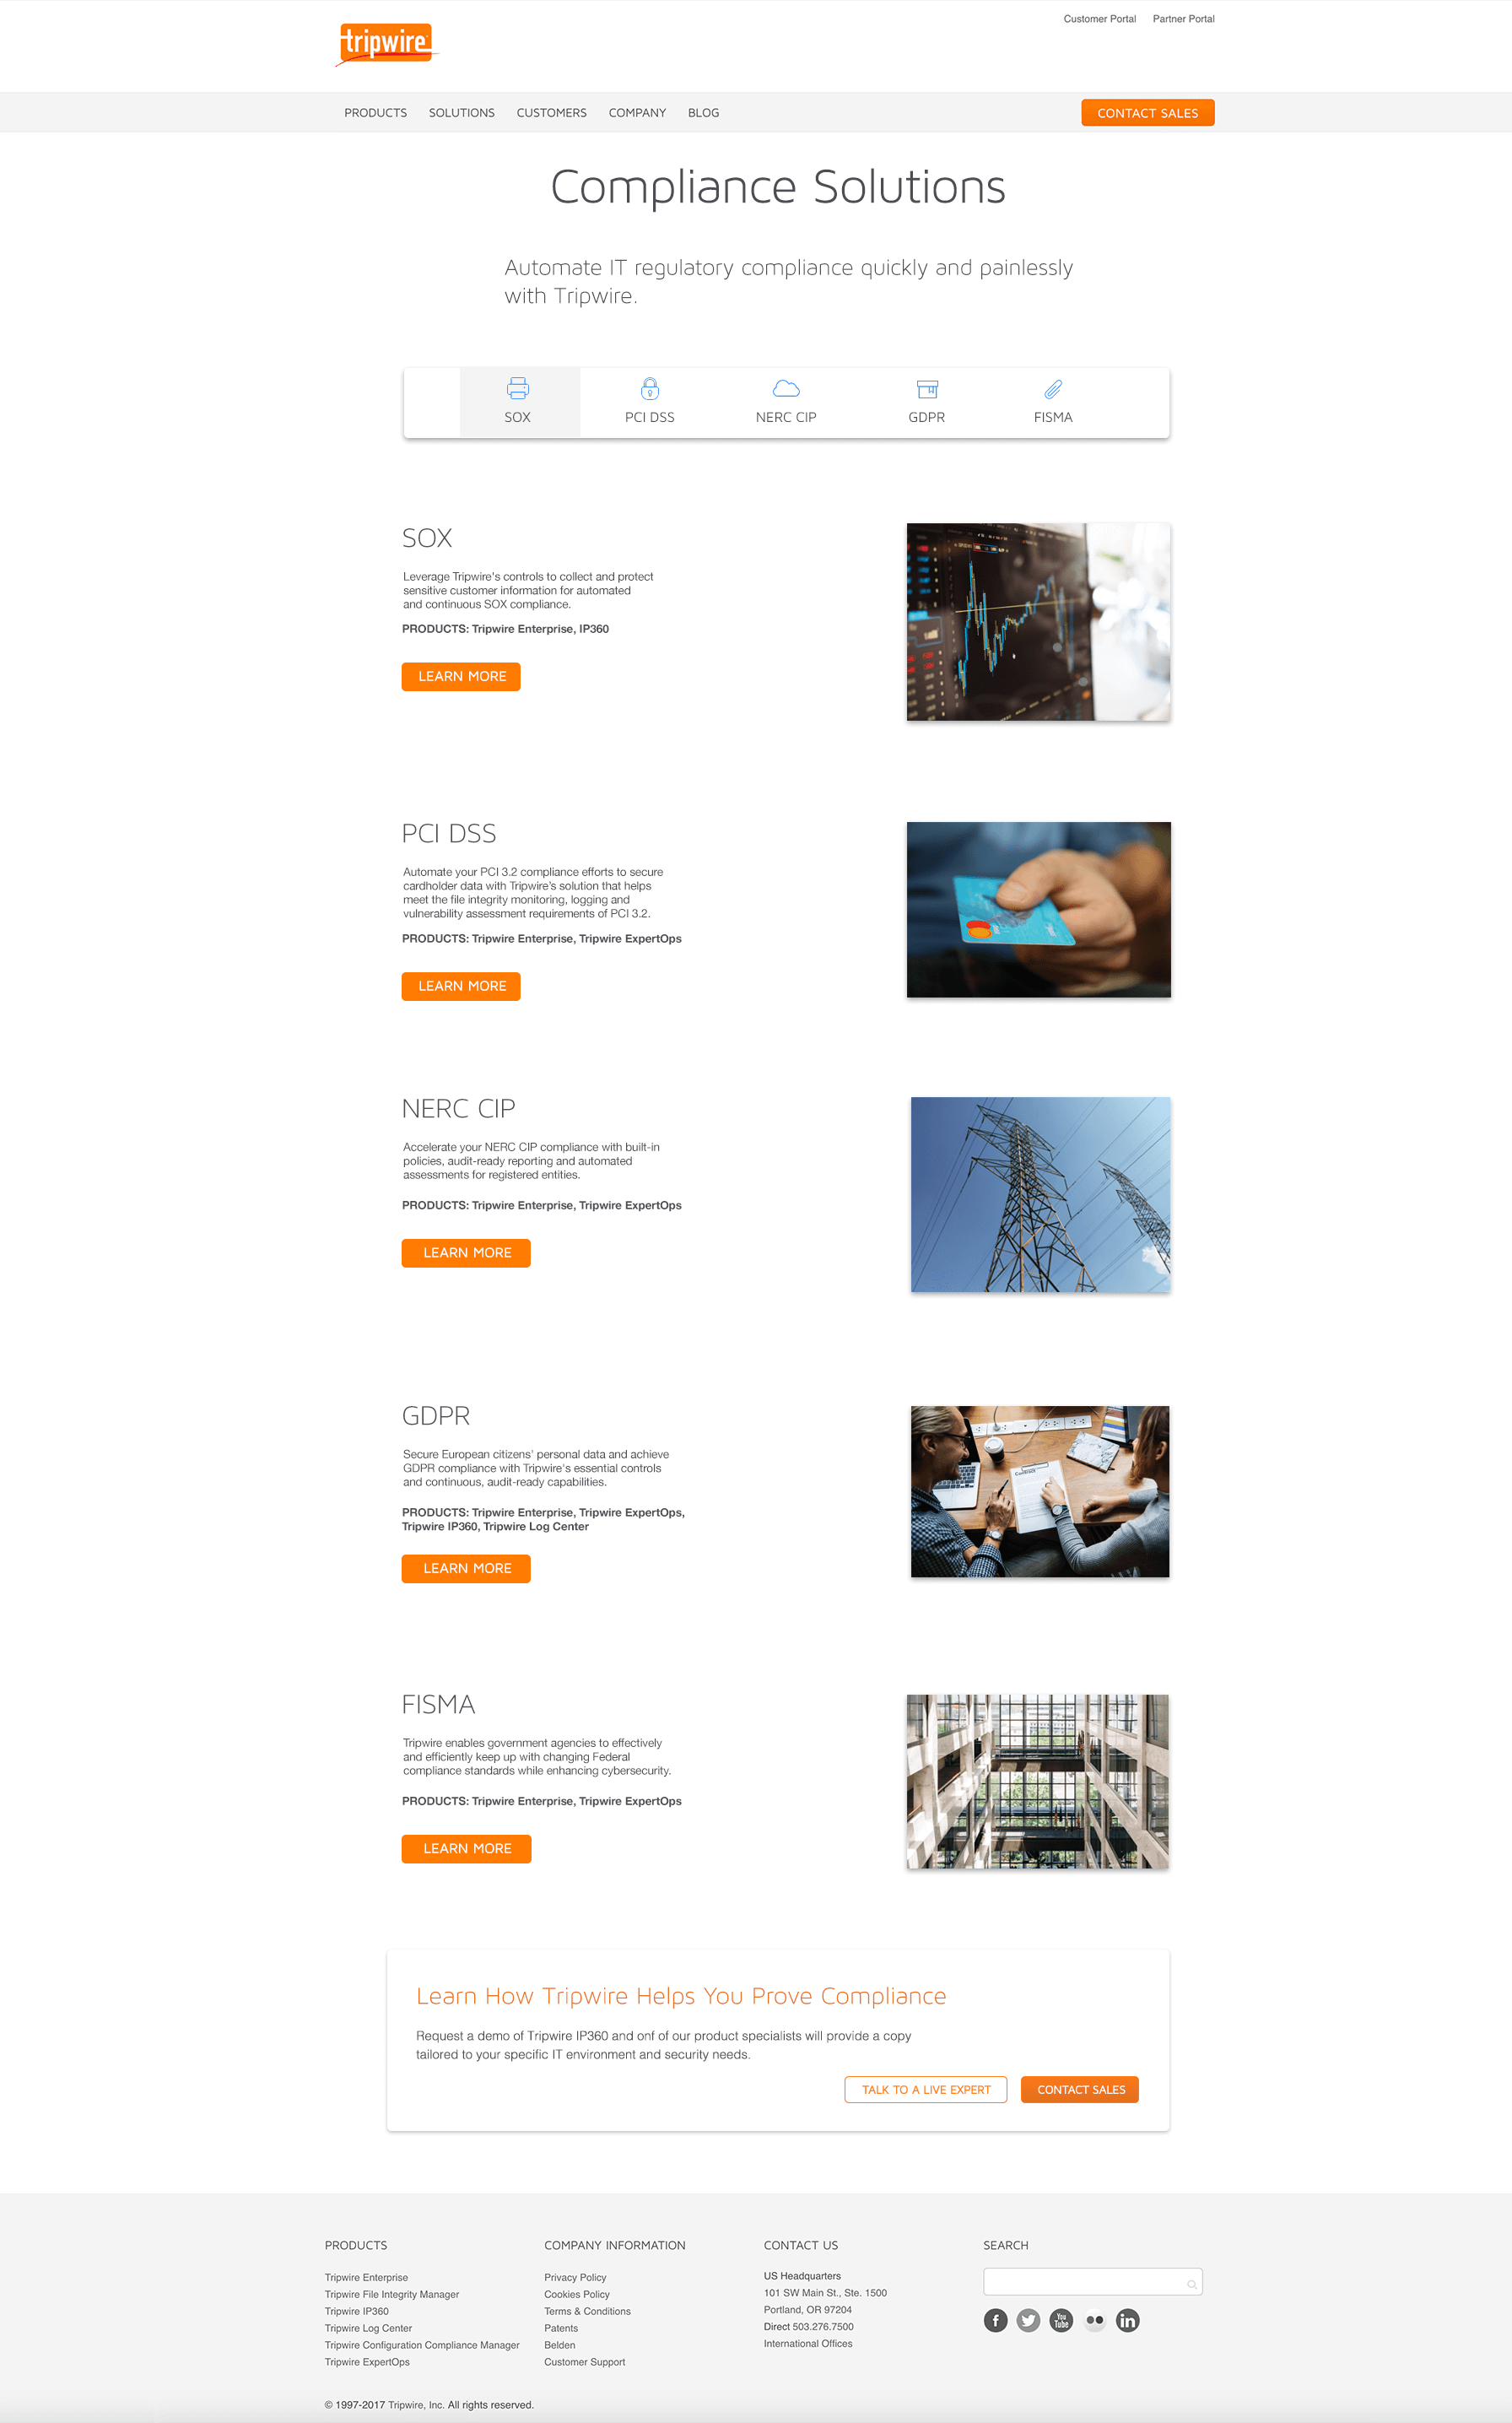 Customer Portal Partner Portal
tripwire
PRODUCTS SOLUTIONS CUSTOMERS COMPANY BLOG CONTACT SALES
Compliance Solutions
Automate IT regulatory compliance quickly and painlessly
with Tripwire.
SOX PCI DSS NERC CIP GDPR FISMA
SOX
Leverage Tripwire's controls to collect and protect
sensitive customer information for automated
and continuous SOX compliance.
PRODUCTS: Tripwire Enterprise, IP360
LEARN MORE
PCI DSS
Automate your PCI 3.2 compliance efforts to secure
cardholder data with Tripwire's solution that helps
meet the file integrity monitoring, logging and
vulnerability assessment requirements of PCI 3.2.
PRODUCTS: Tripwire Enterprise, Tripwire ExpertOps
LEARN MORE
NERC CIP
Accelerate your NERC CIP compliance with built-in
policies, audit-ready reporting and automated
assessments for registered entities.
PRODUCTS: Tripwire Enterprise, Tripwire ExpertOps
LEARN MORE
GDPR
Secure European citizens' personal data and achieve
GDPR compliance with Tripwire's essential controls
and continuous, audit-ready capabilities.
PRODUCTS: Tripwire Enterprise, Tripwire ExpertOps,
Tripwire IP360, Tripwire Log Center
LEARN MORE
Contract
FISMA
Tripwire enables government agencies to effectively
and efficiently keep up with changing Federal
compliance standards while enhancing cybersecurity.
PRODUCTS: Tripwire Enterprise, Tripwire ExpertOps
LEARN MORE
Learn How Tripwire Helps You Prove Compliance
Request a demo of Tripwire IP360 and onf of our product specialists will provide a copy
tailored to your specific IT environment and security needs.
TALK TO A LIVE EXPERT CONTACT SALES
PRODUCTS
Tripwire Enterprise
Tripwire File Integrity Manager
Tripwire IP360
Tripwire Log Center
Tripwire Configuration Compliance Manager
Tripwire ExpertOps
COMPANY INFORMATION
Privacy Policy
Cookies Policy
Terms & Conditions
Patents
Belden
Customer Support
CONTACT US
US Headquarters
101 SW Main St., Ste. 1500
Portland, OR 97204
Direct 503.276.7500
International Offices
SEARCH
f You Tube in
© 1997-2017 Tripwire, Inc. All rights reserved.